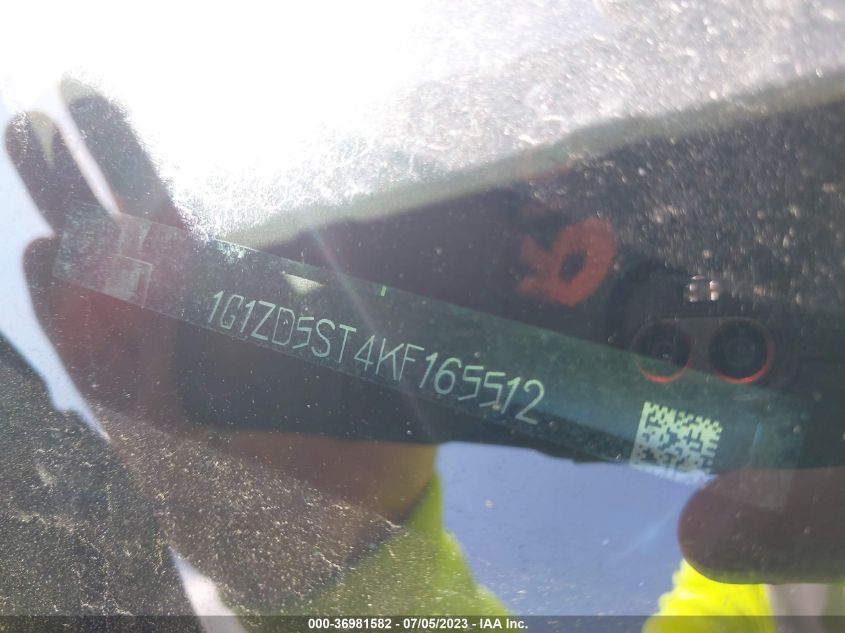 1G1ZD5ST4KF165512
000-36981582 / 07/05/2023 - IAA Inc.